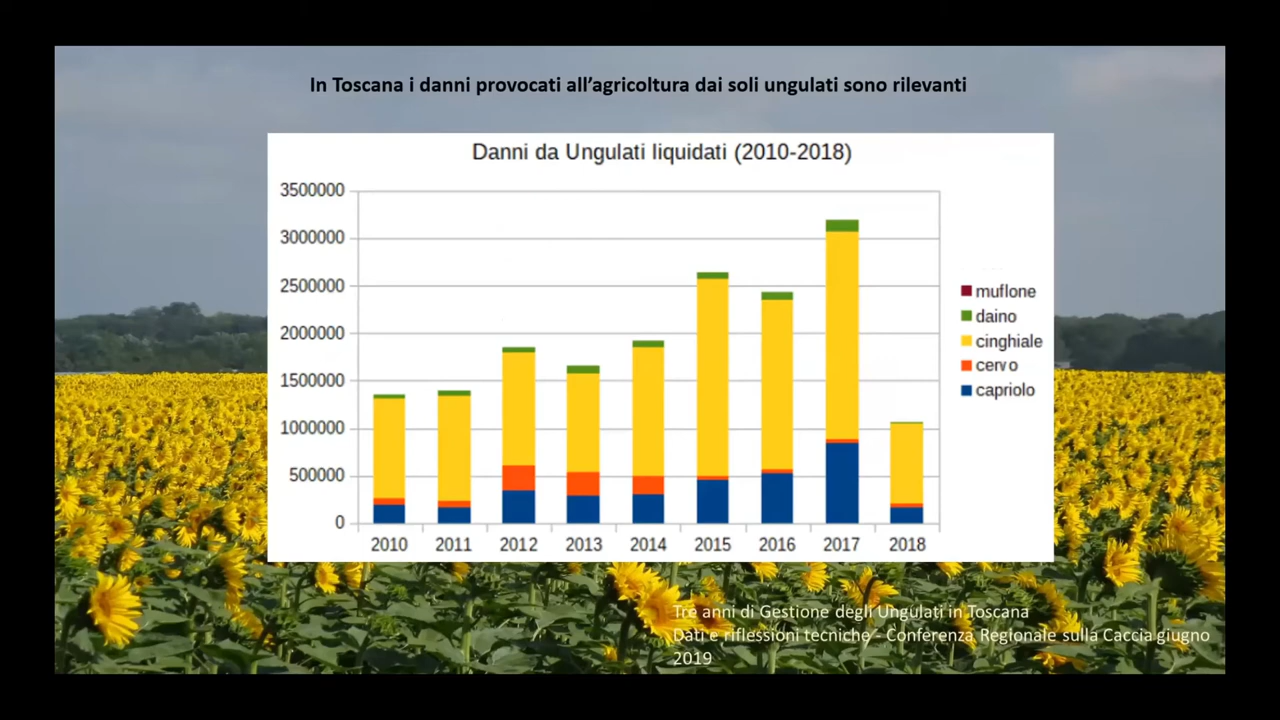 In Toscana i danni provocati all'agricoltura dai soli ungulati sono rilevanti
Danni da Ungulati liquidati (2010-2018)
3500000
3000000
2500000
2000000
1500000
1000000
500000
0
2010 2011 2012 2013 2014 2015 2016 2017 2018
muflone
daino
cinghiale
cervo
capriolo
Tre anni di Gestione degli Ungulati in Toscana
Dati e riflessioni tecniche - Conferenza Regionale sulla Caccia giugno
2019